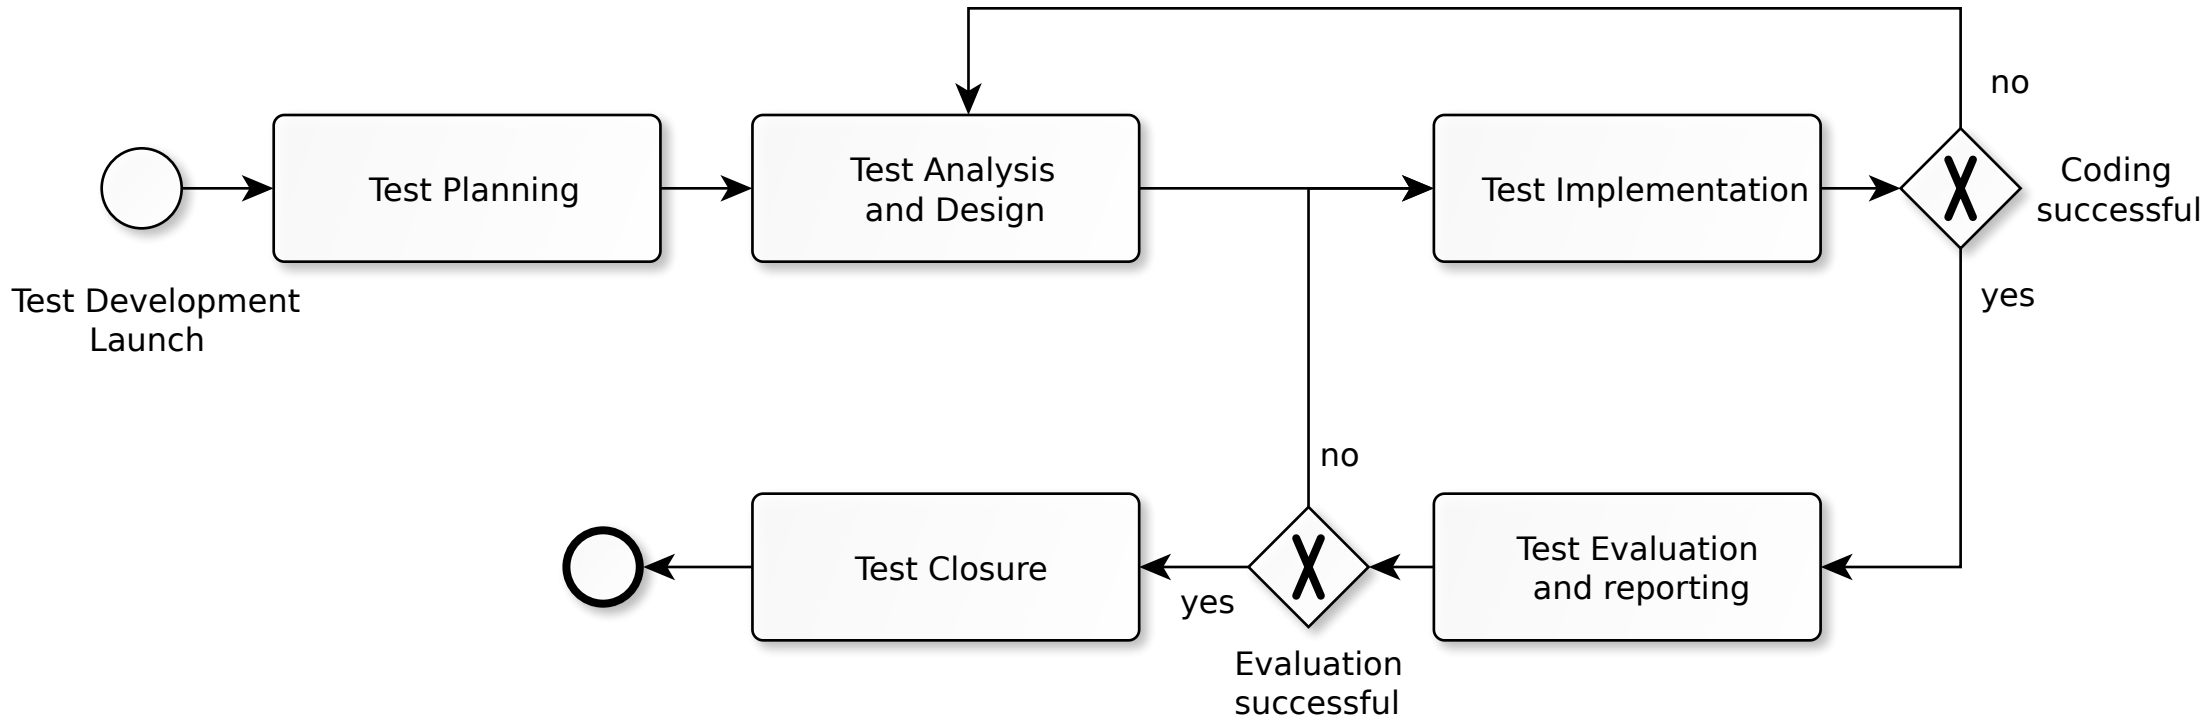 no
Test Planning
Test Analysis
and Design
Test Implementation
Coding
successful
yes
Test Development
Launch
no
Test Closure
yes
Test Evaluation
and reporting
Evaluation
successful